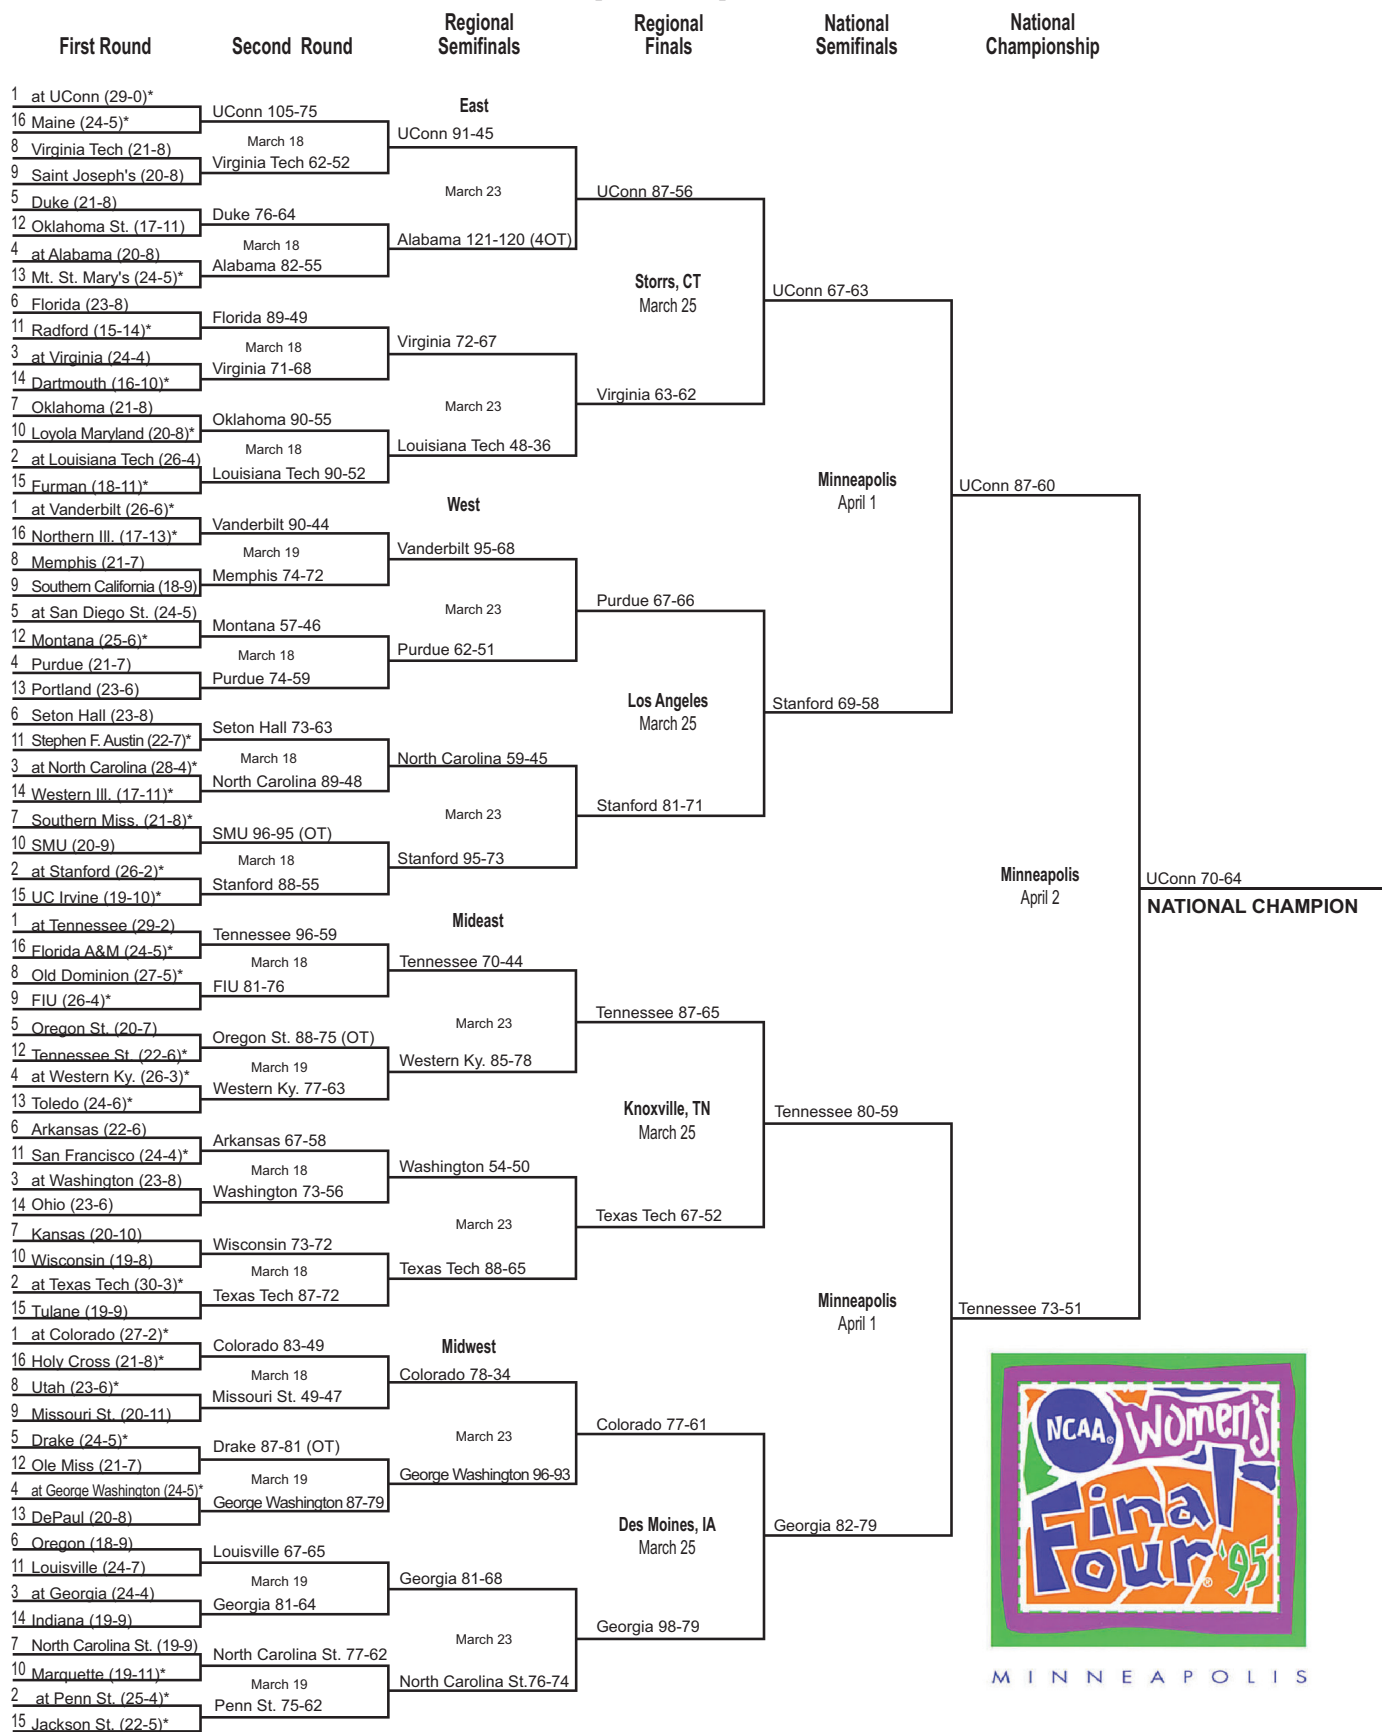 First Round
Second Round
Regional
Semifinals
Regional
Finals
National
Semifinals
National
Championship
1 at UConn (29-0)*
16 Maine (24-5)*
8 Virginia Tech (21-8)
9 Saint Joseph's (20-8)
5 Duke (21-8)
12 Oklahoma St. (17-11)
4 at Alabama (20-8)
13 Mt. St. Mary's (24-5)*
6 Florida (23-8)
11 Radford (15-14)*
3 at Virginia (24-4)
14 Dartmouth (16-10)*
7 Oklahoma (21-8)
10 Loyola Maryland (20-8)*
2 at Louisiana Tech (26-4)
15 Furman (18-11)*
1 at Vanderbilt (26-6)*
16 Northern Ill. (17-13)*
8 Memphis (21-7)
9 Southern California (18-9)
5 at San Diego St. (24-5)
12 Montana (25-6)*
4 Purdue (21-7)
13 Portland (23-6)
6 Seton Hall (23-8)
11 Stephen F. Austin (22-7)*
3 at North Carolina (28-4)*
14 Western Ill. (17-11)*
7 Southern Miss. (21-8)*
10 SMU (20-9)
2 at Stanford (26-2)*
15 UC Irvine (19-10)*
1 at Tennessee (29-2)
16 Florida A&M (24-5)*
8 Old Dominion (27-5)*
9 FIU (26-4)*
5 Oregon St. (20-7)
12 Tennessee St. (22-6)*
4 at Western Ky. (26-3)*
13 Toledo (24-6)*
6 Arkansas (22-6)
11 San Francisco (24-4)*
3 at Washington (23-8)
14 Ohio (23-6)
7 Kansas (20-10)
10 Wisconsin (19-8)
2 at Texas Tech (30-3)*
15 Tulane (19-9)
1 at Colorado (27-2)*
16 Holy Cross (21-8)*
8 Utah (23-6)*
9 Missouri St. (20-11)
5 Drake (24-5)*
12 Ole Miss (21-7)
4 at George Washington (24-5)*
13 DePaul (20-8)
6 Oregon (18-9)
11 Louisville (24-7)
3 at Georgia (24-4)
14 Indiana (19-9)
7 North Carolina St. (19-9)
10 Marquette (19-11)*
2 at Penn St. (25-4)*
15 Jackson St. (22-5)*
UConn 105-75
March 18
Virginia Tech 62-52
Duke 76-64
March 18
Alabama 82-55
Florida 89-49
March 18
Virginia 71-68
Oklahoma 90-55
March 18
Louisiana Tech 90-52
Vanderbilt 90-44
March 19
Memphis 74-72
Montana 57-46
March 18
Purdue 74-59
Seton Hall 73-63
March 18
North Carolina 89-48
SMU 96-95 (OT)
March 18
Stanford 88-55
Tennessee 96-59
March 18
FIU 81-76
Oregon St. 88-75 (OT)
March 19
Western Ky. 77-63
Arkansas 67-58
March 18
Washington 73-56
Wisconsin 73-72
March 18
Texas Tech 87-72
Colorado 83-49
March 18
Missouri St. 49-47
Drake 87-81 (OT)
March 19
George Washington 87-79
Louisville 67-65
March 19
Georgia 81-64
North Carolina St. 77-62
March 19
Penn St. 75-62
East
UConn 91-45
March 23
Alabama 121-120 (4OT)
Virginia 72-67
March 23
Louisiana Tech 48-36
West
Vanderbilt 95-68
March 23
Purdue 62-51
North Carolina 59-45
March 23
Stanford 95-73
Mideast
Tennessee 70-44
March 23
Western Ky. 85-78
Washington 54-50
March 23
Texas Tech 88-65
Midwest
Colorado 78-34
March 23
George Washington 96-93
Georgia 81-68
March 23
North Carolina St.76-74
UConn 87-56
Storrs, CT
March 25
Virginia 63-62
Purdue 67-66
Los Angeles
March 25
Stanford 81-71
Tennessee 87-65
Knoxville, TN
March 25
Texas Tech 67-52
Colorado 77-61
Des Moines, IA
March 25
Georgia 98-79
UConn 67-63
Minneapolis
April 1
Stanford 69-58
Tennessee 80-59
Minneapolis
April 1
Georgia 82-79
UConn 87-60
Minneapolis
April 2
Tennessee 73-51
UConn 70-64
NATIONAL CHAMPION
NCAA® Women's
Final
Four® '95
MINNEAPOLIS